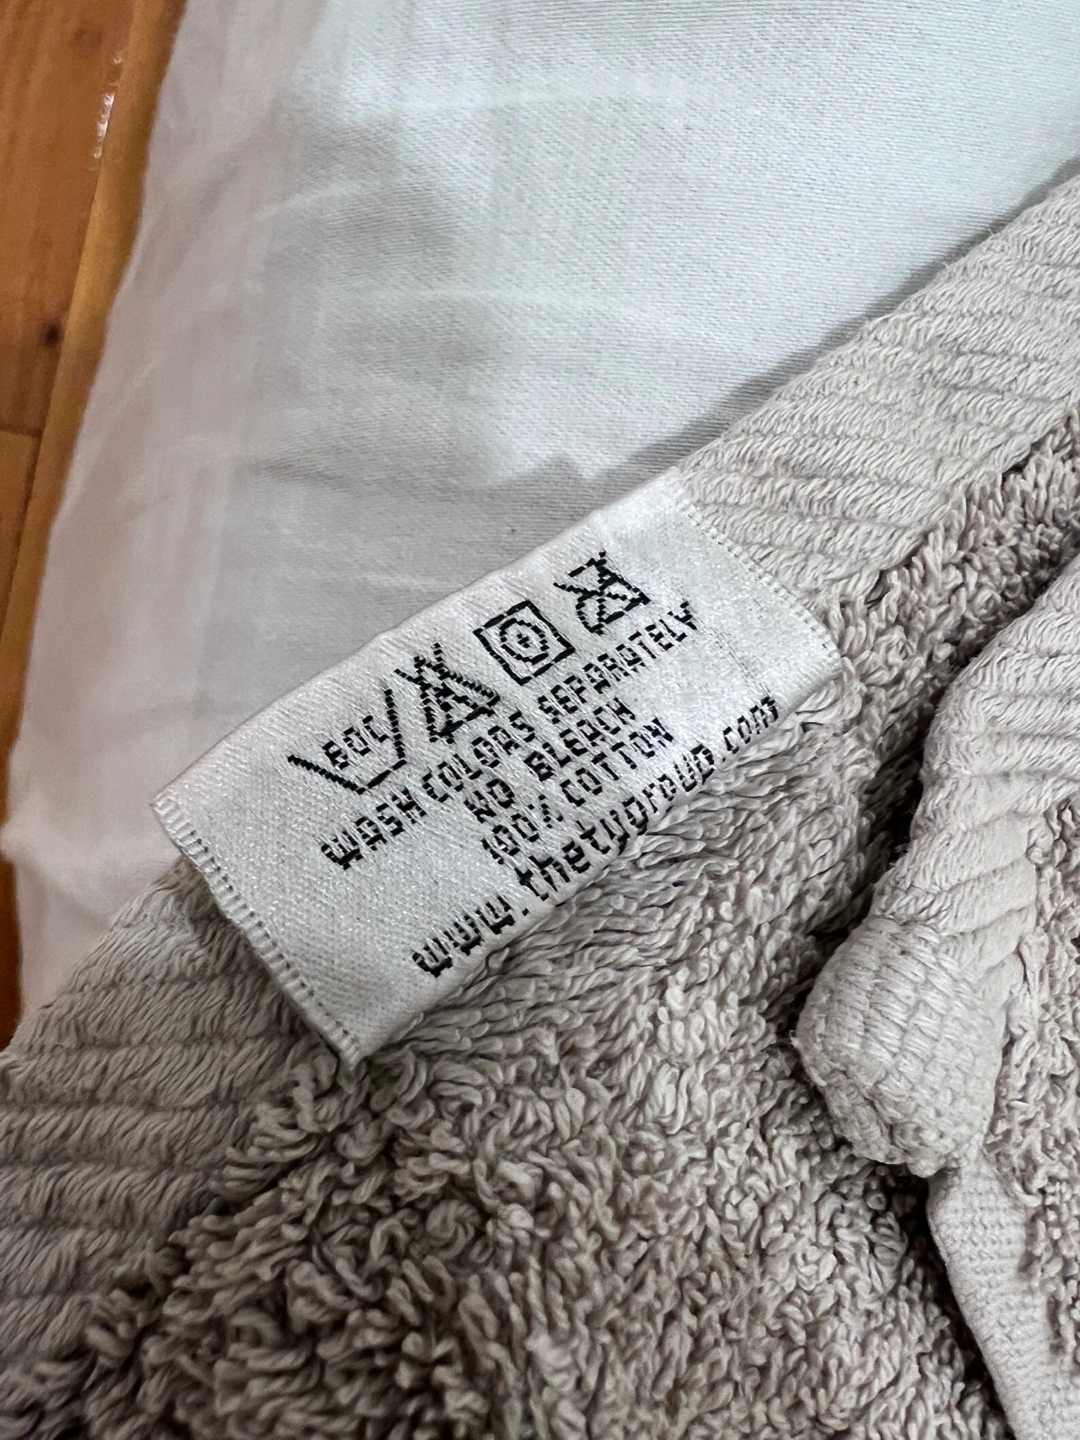 60C
WASH COLORS SEPARATELY
NO BLEACH
100% COTTON
www.thetygroup.com